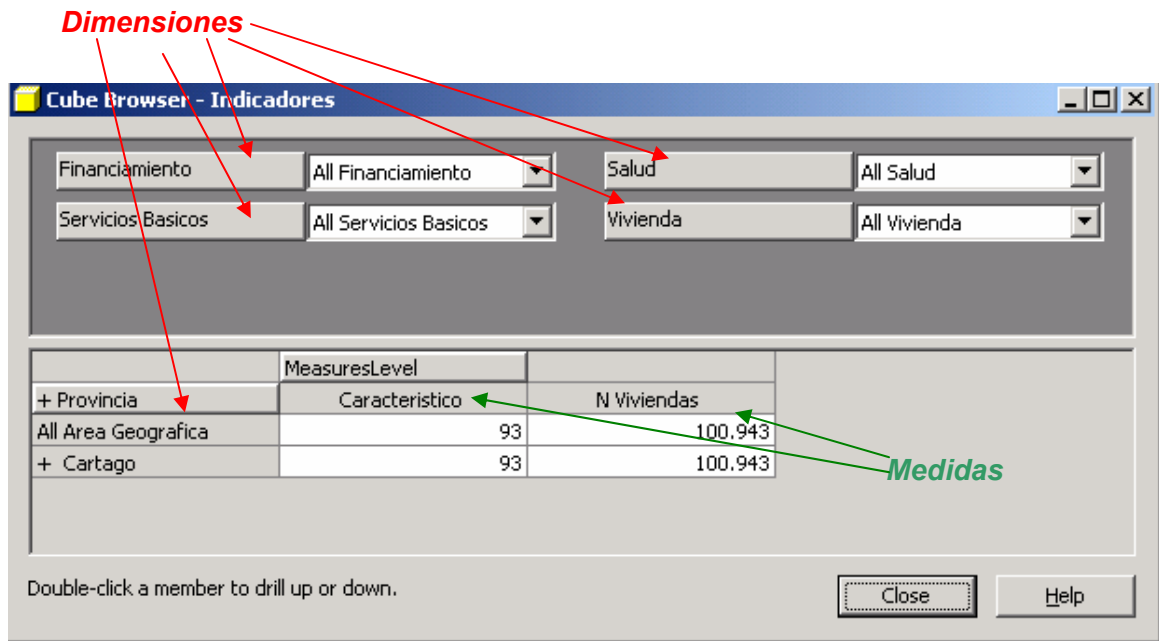 Dimensiones
Cube Browser - Indicadores
Financiamiento All Financiamiento Salud All Salud
Servicios Basicos All Servicios Basicos Vivienda All Vivienda
MeasuresLevel
+ Provincia Caracteristico N Viviendas
All Area Geografica 93 100.943
+ Cartago 93 100.943
Medidas
Double-click a member to drill up or down. Close Help